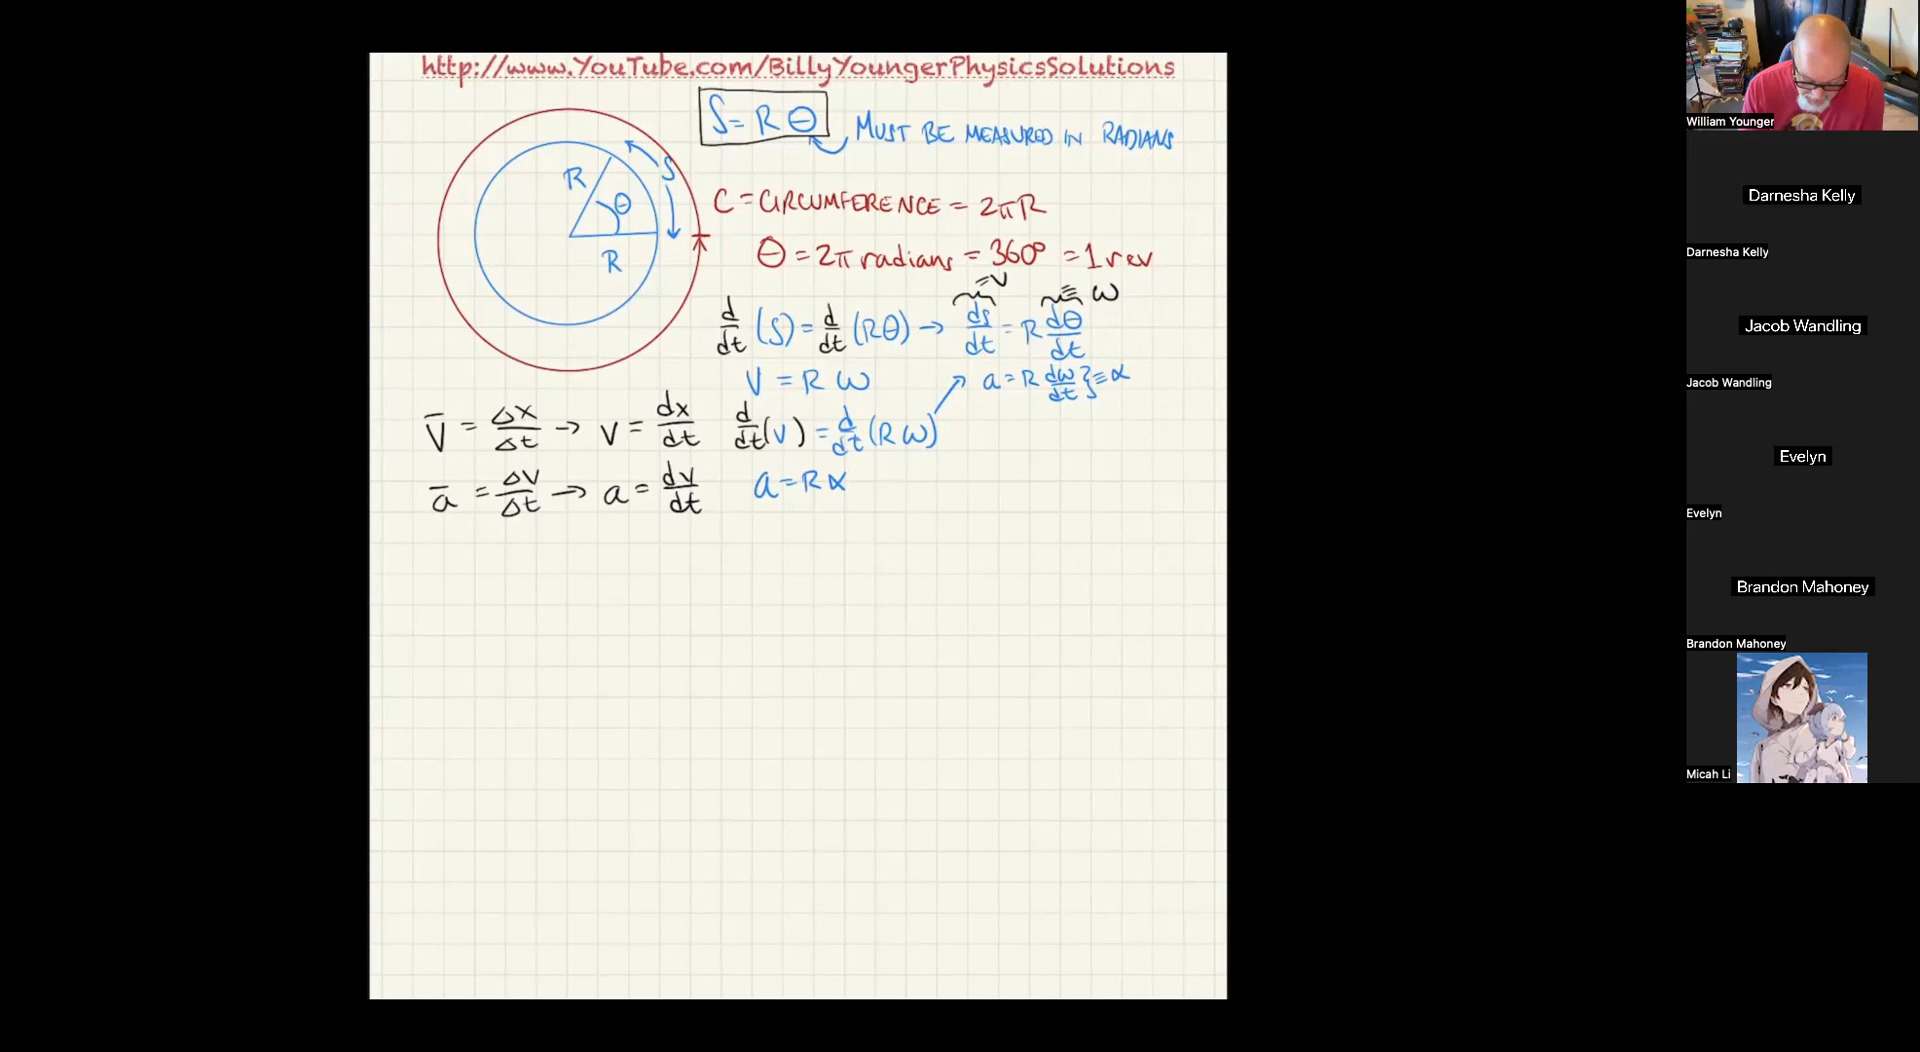 http://www.YouTube.com/BillyYoungerPhysicsSolutions
S = R Θ MUST BE MEASURED IN RADIANS
R
S
θ
R
C = CIRCUMFERENCE = 2πR
Θ = 2π radians = 360° = 1 rev
≡ V ≡ ω
d/dt (S) = d/dt (Rθ) → ds/dt = R dθ/dt
V = R ω
a = R dω/dt } ≡ α
V̄ = Δx/Δt → v = dx/dt
d/dt (v) = d/dt (R ω)
ā = Δv/Δt → a = dv/dt
a = R α
William Younger
Darnesha Kelly
Darnesha Kelly
Jacob Wandling
Jacob Wandling
Evelyn
Evelyn
Brandon Mahoney
Brandon Mahoney
Micah Li